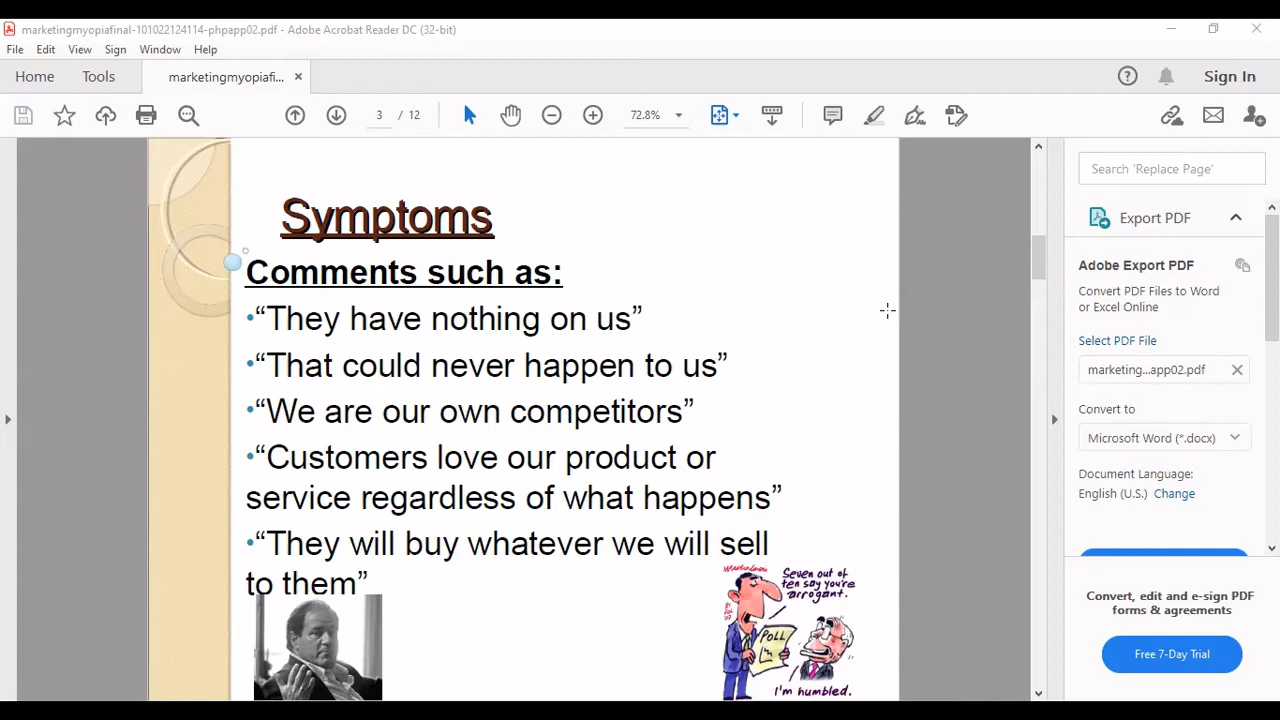 marketingmyopiafinal-101022124114-phpapp02.pdf - Adobe Acrobat Reader DC (32-bit)
File Edit View Sign Window Help
Home Tools marketingmyopiafi... Sign In
3 / 12 72.8%
Symptoms
Comments such as:
•“They have nothing on us”
•“That could never happen to us”
•“We are our own competitors”
•“Customers love our product or
service regardless of what happens”
•“They will buy whatever we will sell
to them”
Seven out of
ten say you're
arrogant.
POLL
I'm humbled.
Search 'Replace Page'
Export PDF
Adobe Export PDF
Convert PDF Files to Word
or Excel Online
Select PDF File
marketing...app02.pdf
Convert to
Microsoft Word (*.docx)
Document Language:
English (U.S.) Change
Convert, edit and e-sign PDF
forms & agreements
Free 7-Day Trial